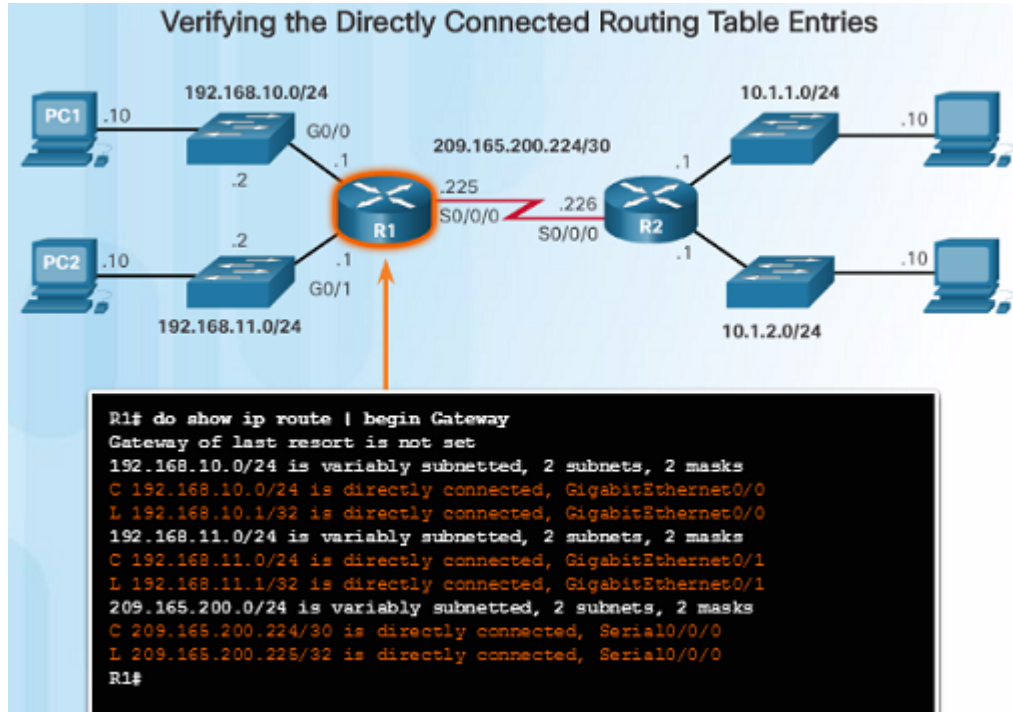 Verifying the Directly Connected Routing Table Entries
192.168.10.0/24
10.1.1.0/24
PC1
.10
G0/0
.10
209.165.200.224/30
.1
.1
.2
.225
.226
S0/0/0
R1
S0/0/0
R2
.2
.1
.1
PC2
.10
.10
G0/1
192.168.11.0/24
10.1.2.0/24
R1# do show ip route | begin Gateway
Gateway of last resort is not set
192.168.10.0/24 is variably subnetted, 2 subnets, 2 masks
C 192.168.10.0/24 is directly connected, GigabitEthernet0/0
L 192.168.10.1/32 is directly connected, GigabitEthernet0/0
192.168.11.0/24 is variably subnetted, 2 subnets, 2 masks
C 192.168.11.0/24 is directly connected, GigabitEthernet0/1
L 192.168.11.1/32 is directly connected, GigabitEthernet0/1
209.165.200.0/24 is variably subnetted, 2 subnets, 2 masks
C 209.165.200.224/30 is directly connected, Serial0/0/0
L 209.165.200.225/32 is directly connected, Serial0/0/0
R1#